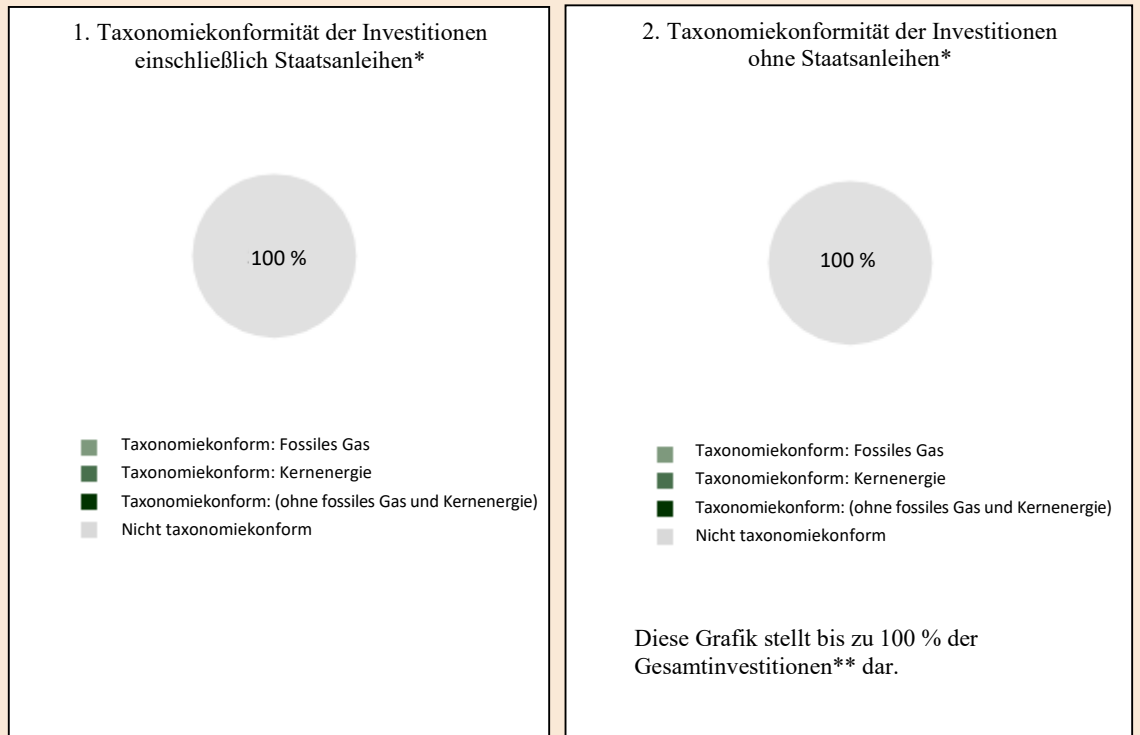 1. Taxonomiekonformität der Investitionen
einschließlich Staatsanleihen*
100 %
Taxonomiekonform: Fossiles Gas
Taxonomiekonform: Kernenergie
Taxonomiekonform: (ohne fossiles Gas und Kernenergie)
Nicht taxonomiekonform
2. Taxonomiekonformität der Investitionen
ohne Staatsanleihen*
100 %
Taxonomiekonform: Fossiles Gas
Taxonomiekonform: Kernenergie
Taxonomiekonform: (ohne fossiles Gas und Kernenergie)
Nicht taxonomiekonform
Diese Grafik stellt bis zu 100 % der
Gesamtinvestitionen** dar.